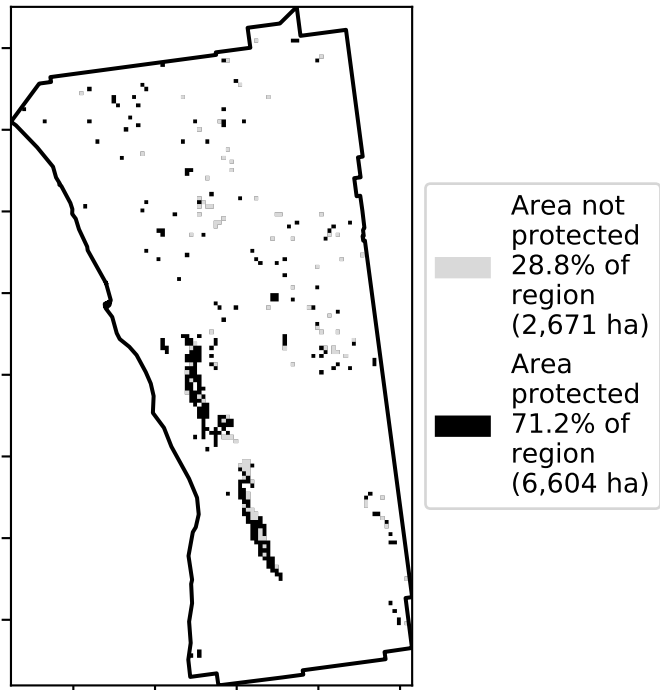 Area not
protected
28.8% of
region
(2,671 ha)
Area
protected
71.2% of
region
(6,604 ha)